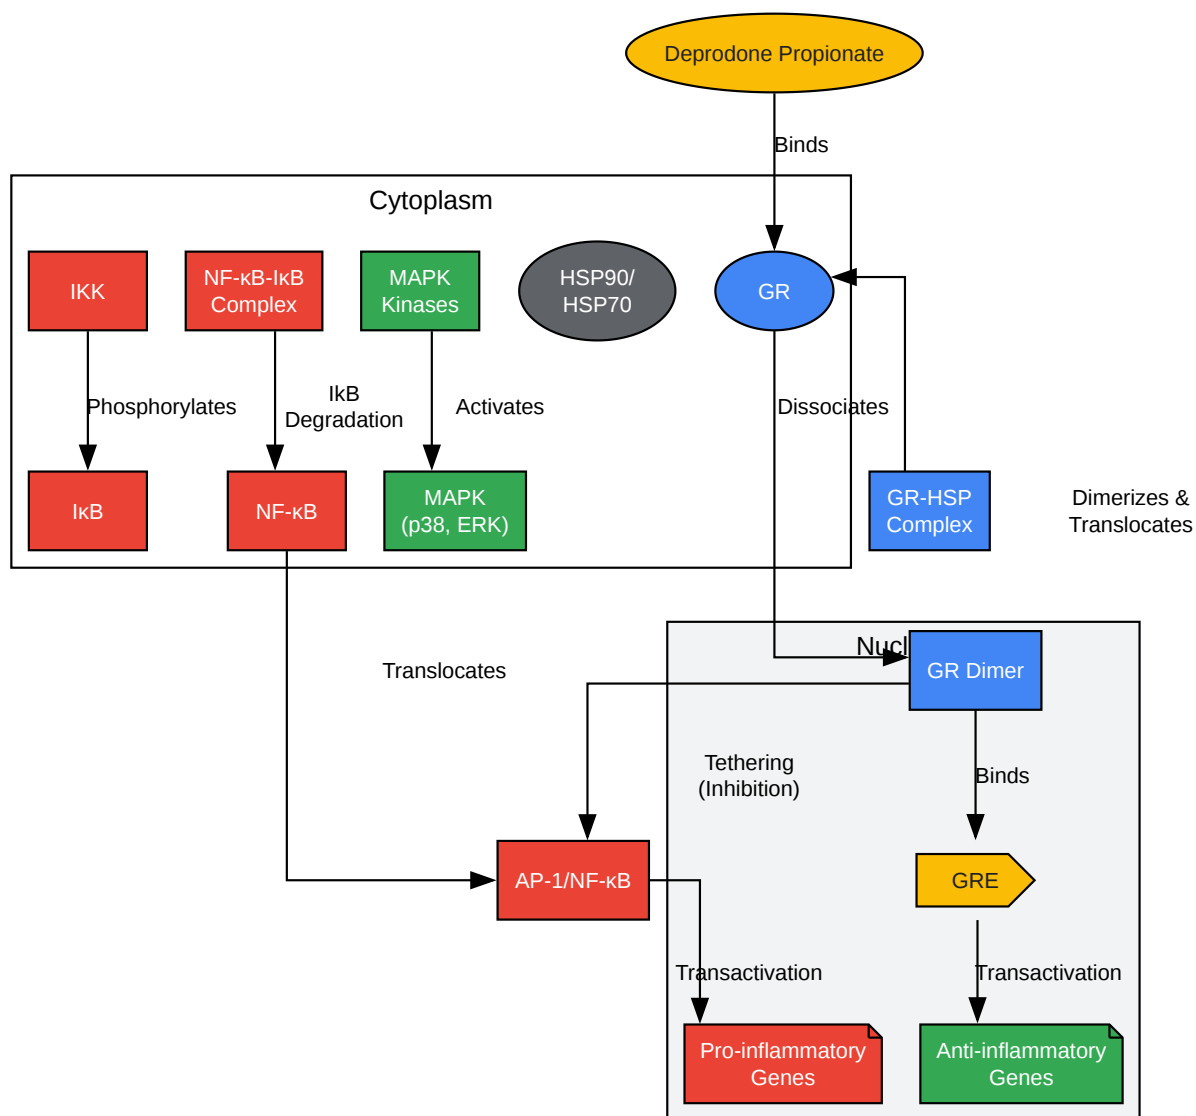 Deprodone Propionate
Binds
Cytoplasm
IKK
NF-κB-IκB
Complex
MAPK
Kinases
HSP90/
HSP70
GR
Phosphorylates
IkB
Degradation
Activates
Dissociates
IκB
NF-κB
MAPK
(p38, ERK)
GR-HSP
Complex
Dimerizes &
Translocates
Nucl
GR Dimer
Translocates
Tethering
(Inhibition)
Binds
AP-1/NF-κB
GRE
Transactivation
Transactivation
Pro-inflammatory
Genes
Anti-inflammatory
Genes